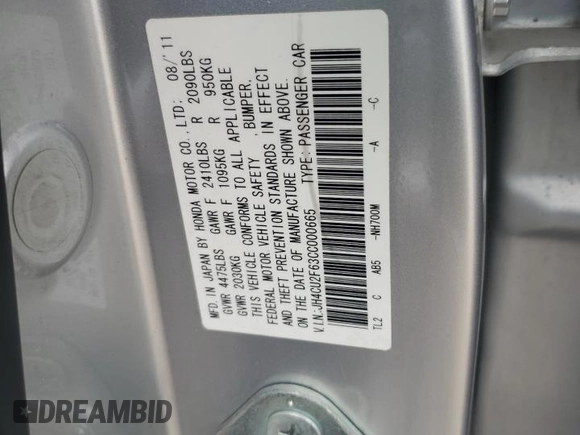 MFD. IN JAPAN BY HONDA MOTOR CO., LTD: 08/'11
GVWR 4475LBS GAWR F 2410LBS R 2090LBS
GVWR 2030KG GAWR F 1095KG R 950KG
THIS VEHICLE CONFORMS TO ALL APPLICABLE
FEDERAL MOTOR VEHICLE SAFETY , BUMPER,
AND THEFT PREVENTION STANDARDS IN EFFECT
ON THE DATE OF MANUFACTURE SHOWN ABOVE.
V.I.N.:JH4CU2F63CC000665 TYPE: PASSENGER CAR
TL2 C AB5 -NH700M -A -C
DREAMBID